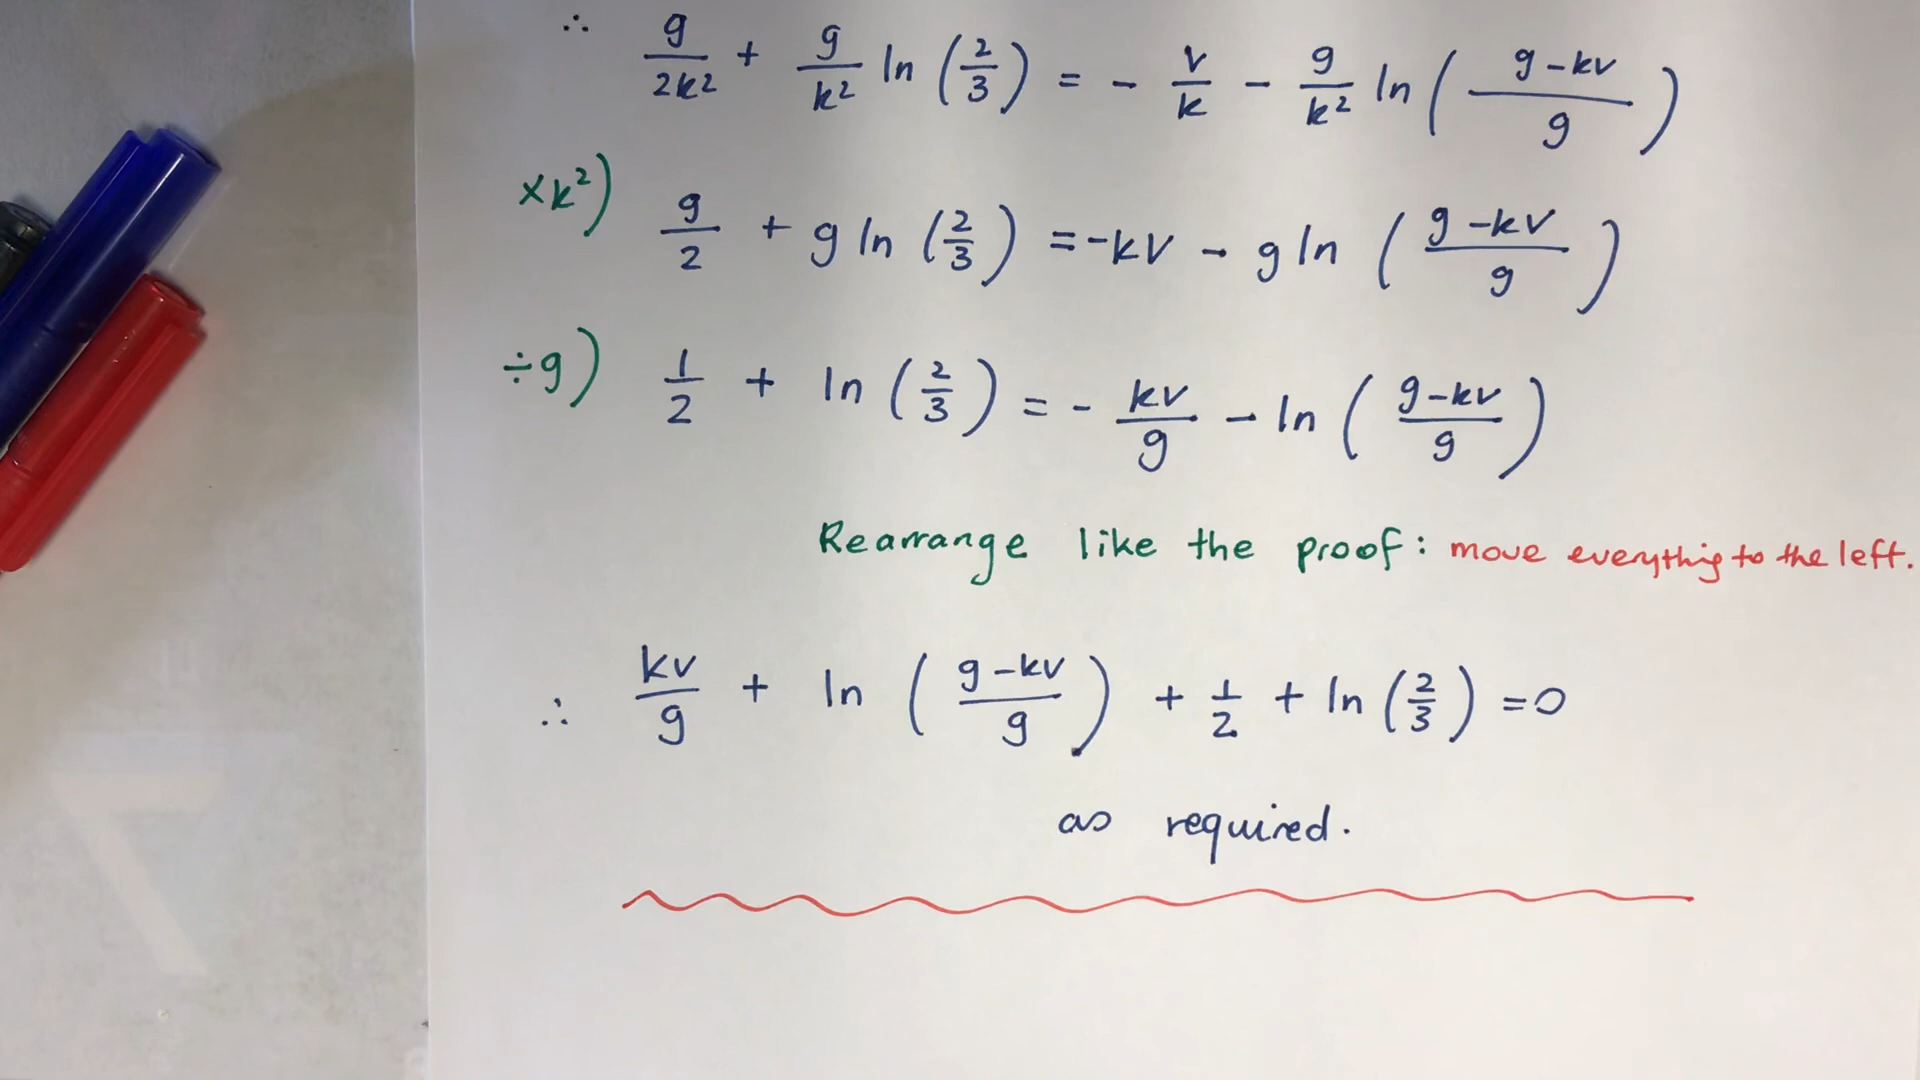 ∴ g/2k² + g/k² ln (2/3) = - v/k - g/k² ln ( g-kv / g )
×k²) g/2 + g ln (2/3) = -kv - g ln ( g-kv / g )
÷g) 1/2 + ln (2/3) = - kv/g - ln ( g-kv / g )
Rearrange like the proof: move everything to the left.
∴ kv/g + ln ( g-kv / g ) + 1/2 + ln (2/3) = 0
as required.